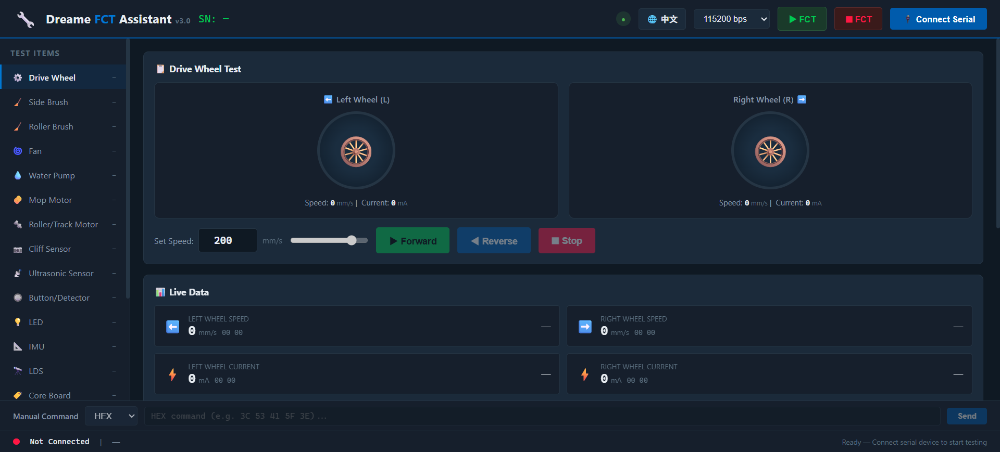 Dreame FCT Assistant v3.0 SN: —
中文
115200 bps
FCT
FCT
Connect Serial
TEST ITEMS
Drive Wheel —
Side Brush —
Roller Brush —
Fan —
Water Pump —
Mop Motor —
Roller/Track Motor —
Cliff Sensor —
Ultrasonic Sensor —
Button/Detector —
LED —
IMU —
LDS —
Core Board —
Drive Wheel Test
Left Wheel (L)
Speed: 0 mm/s | Current: 0 mA
Right Wheel (R)
Speed: 0 mm/s | Current: 0 mA
Set Speed: 200 mm/s
Forward
Reverse
Stop
Live Data
LEFT WHEEL SPEED
0 mm/s 00 00 —
RIGHT WHEEL SPEED
0 mm/s 00 00 —
LEFT WHEEL CURRENT
0 mA 00 00 —
RIGHT WHEEL CURRENT
0 mA 00 00 —
Manual Command HEX HEX command (e.g. 3C 53 41 5F 3E)... Send
Not Connected | —
Ready — Connect serial device to start testing